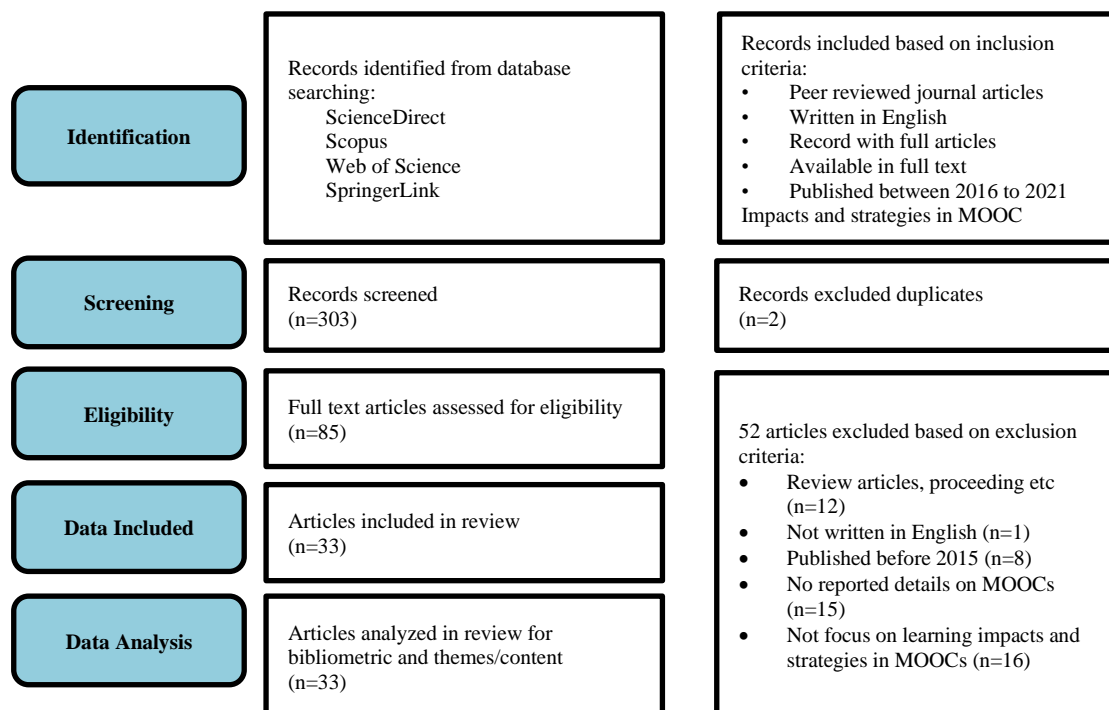 Identification
Records identified from database
searching:
ScienceDirect
Scopus
Web of Science
SpringerLink
Records included based on inclusion
criteria:
• Peer reviewed journal articles
• Written in English
• Record with full articles
• Available in full text
• Published between 2016 to 2021
Impacts and strategies in MOOC
Screening
Records screened
(n=303)
Records excluded duplicates
(n=2)
Eligibility
Full text articles assessed for eligibility
(n=85)
52 articles excluded based on exclusion
criteria:
• Review articles, proceeding etc
(n=12)
• Not written in English (n=1)
• Published before 2015 (n=8)
• No reported details on MOOCs
(n=15)
• Not focus on learning impacts and
strategies in MOOCs (n=16)
Data Included
Articles included in review
(n=33)
Data Analysis
Articles analyzed in review for
bibliometric and themes/content
(n=33)